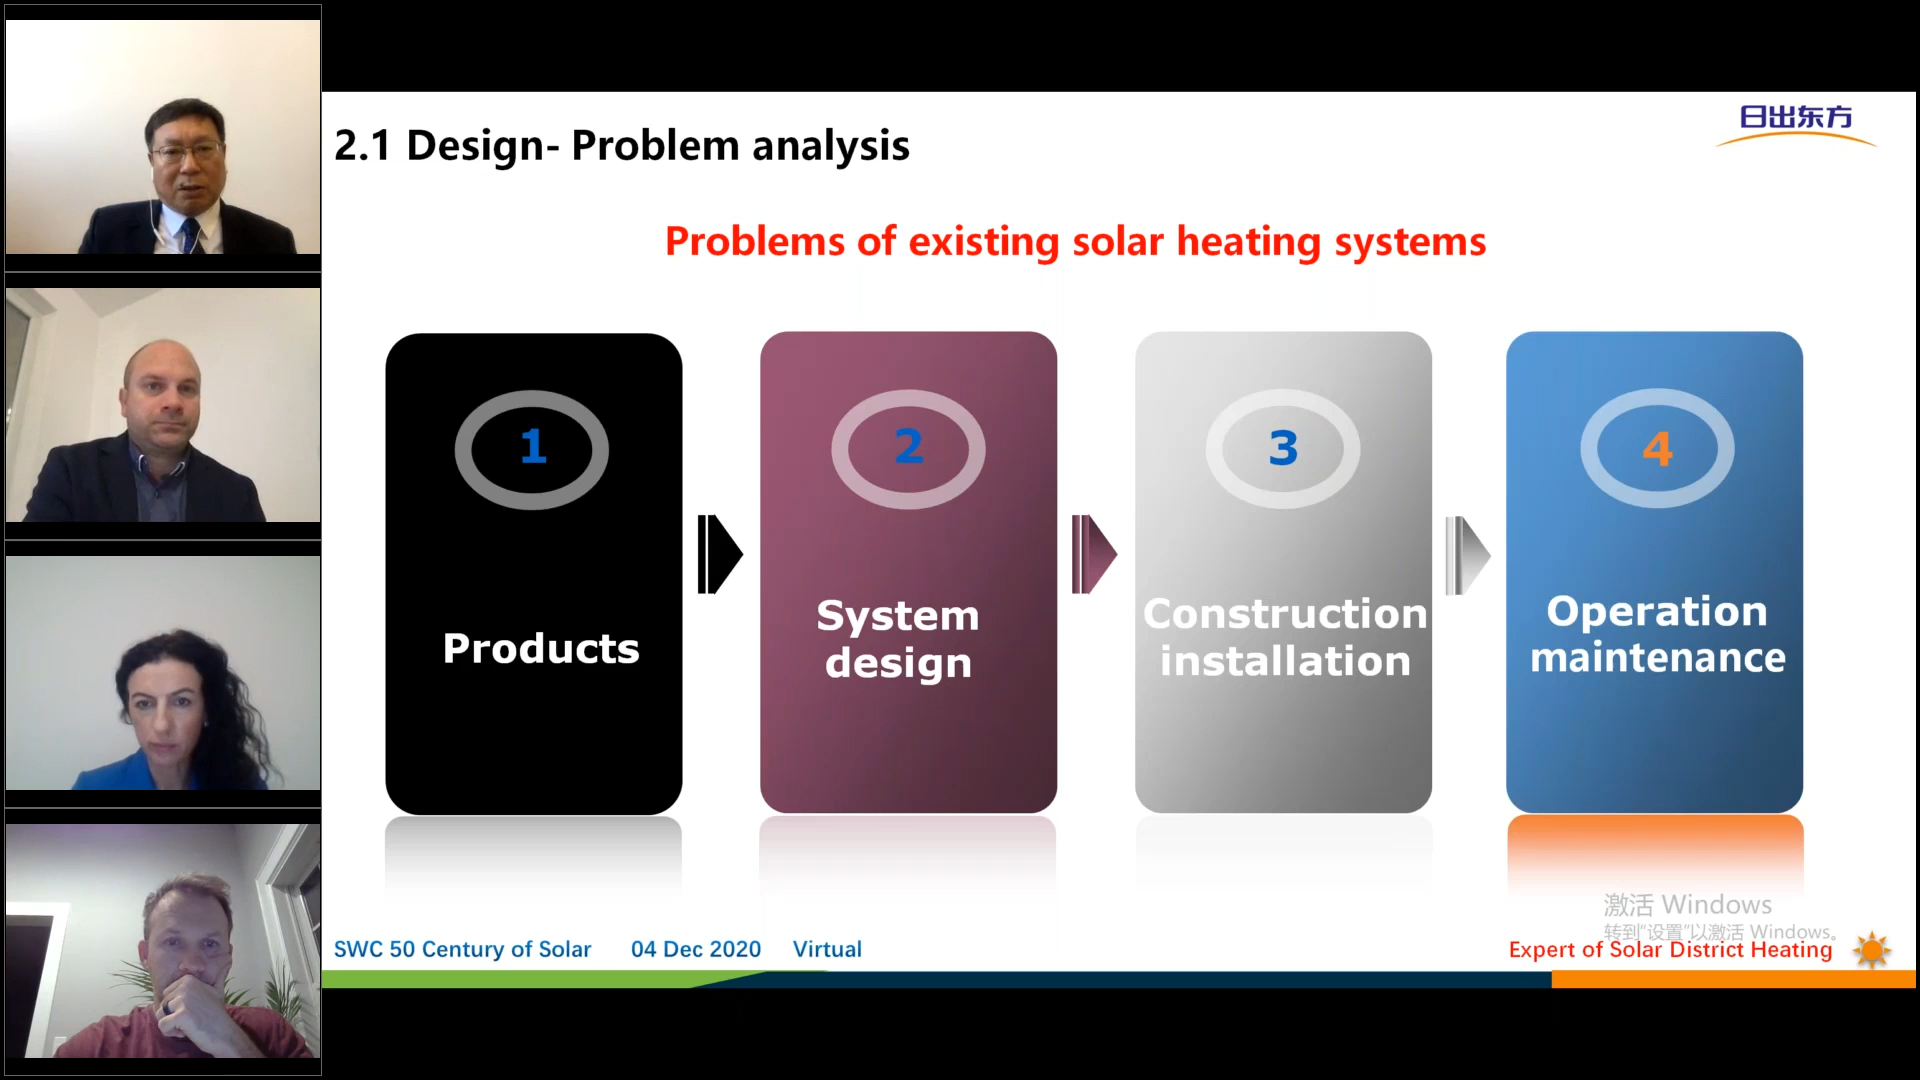 2.1 Design- Problem analysis
日出东方
Problems of existing solar heating systems
1
Products
2
System
design
3
Construction
installation
4
Operation
maintenance
激活 Windows
转到"设置"以激活 Windows。
SWC 50 Century of Solar 04 Dec 2020 Virtual
Expert of Solar District Heating